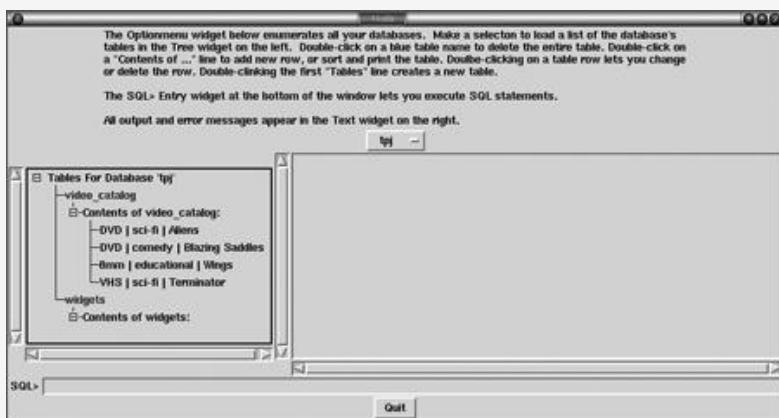 The Optionmenu widget below enumerates all your databases. Make a selecton to load a list of the database's
tables in the Tree widget on the left. Double-click on a blue table name to delete the entire table. Double-click on
a "Contents of ..." line to add new row, or sort and print the table. Doulbe-clicking on a table row lets you change
or delete the row. Double-clinking the first "Tables" line creates a new table.
The SQL> Entry widget at the bottom of the window lets you execute SQL statements.
All output and error messages appear in the Text widget on the right.
tpj
Tables For Database 'tpj'
video_catalog
Contents of video_catalog:
DVD | sci-fi | Aliens
DVD | comedy | Blazing Saddles
8mm | educational | Wings
VHS | sci-fi | Terminator
widgets
Contents of widgets:
SQL>
Quit